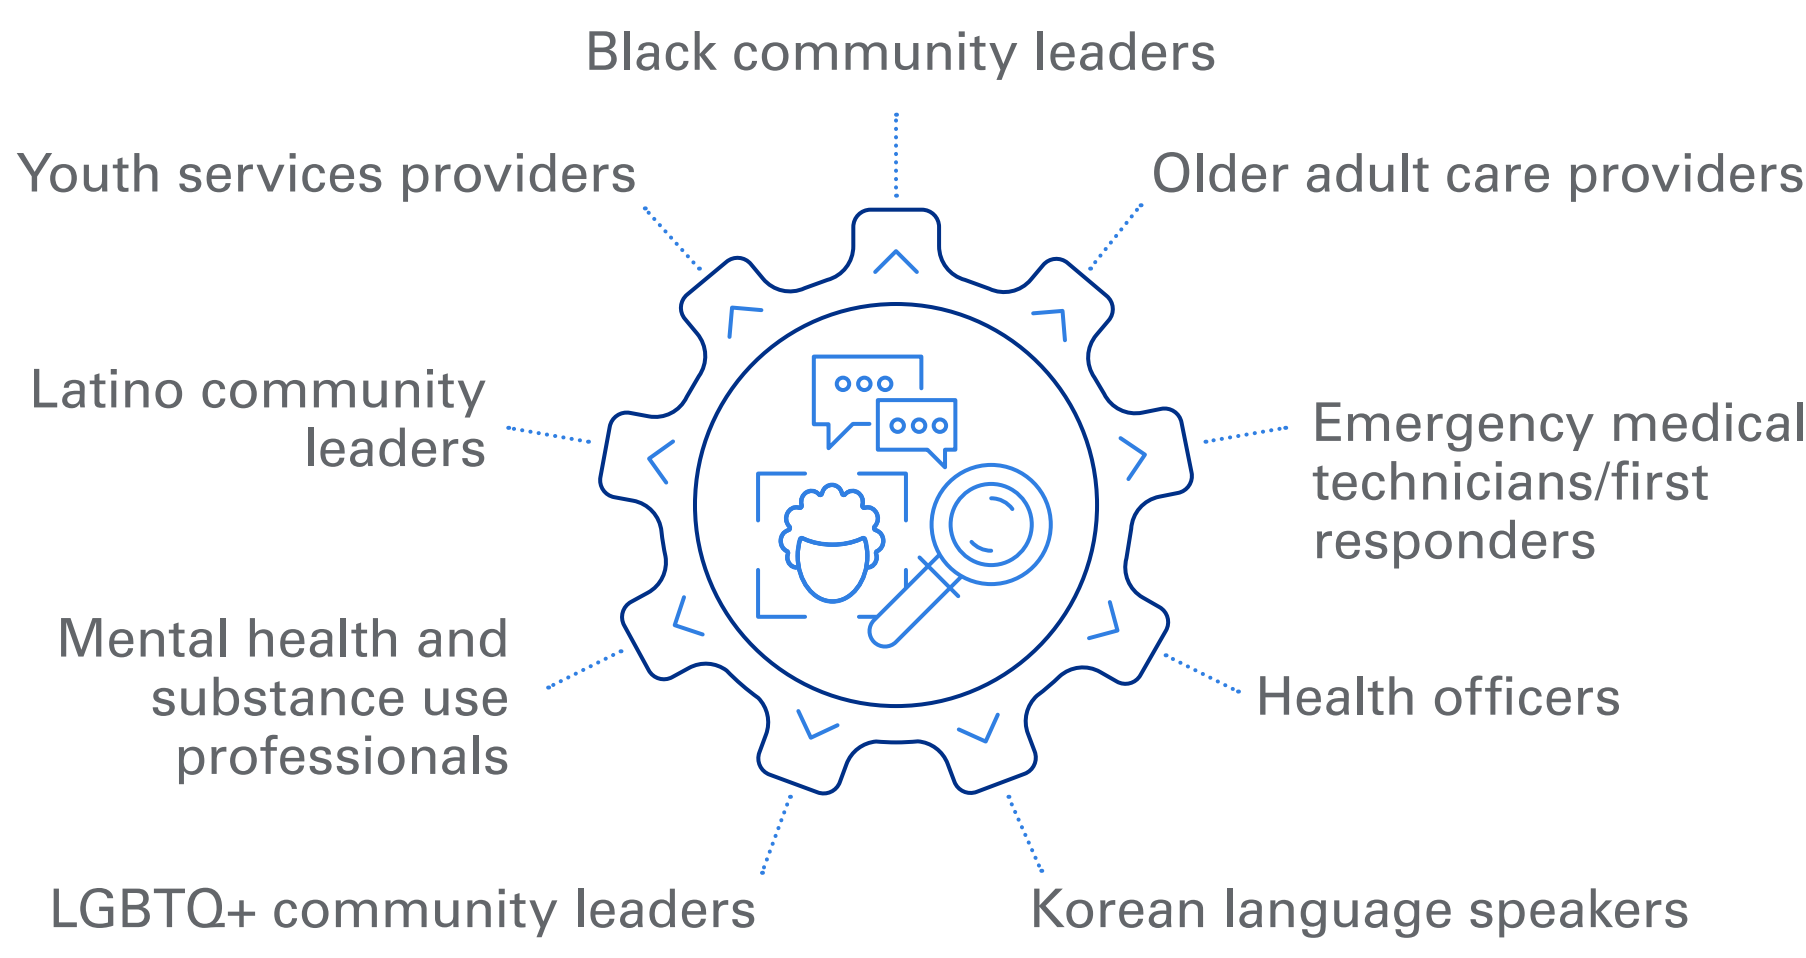 Black community leaders
Youth services providers
Older adult care providers
Latino community
leaders
Emergency medical
technicians/first
responders
Mental health and
substance use
professionals
Health officers
LGBTQ+ community leaders
Korean language speakers